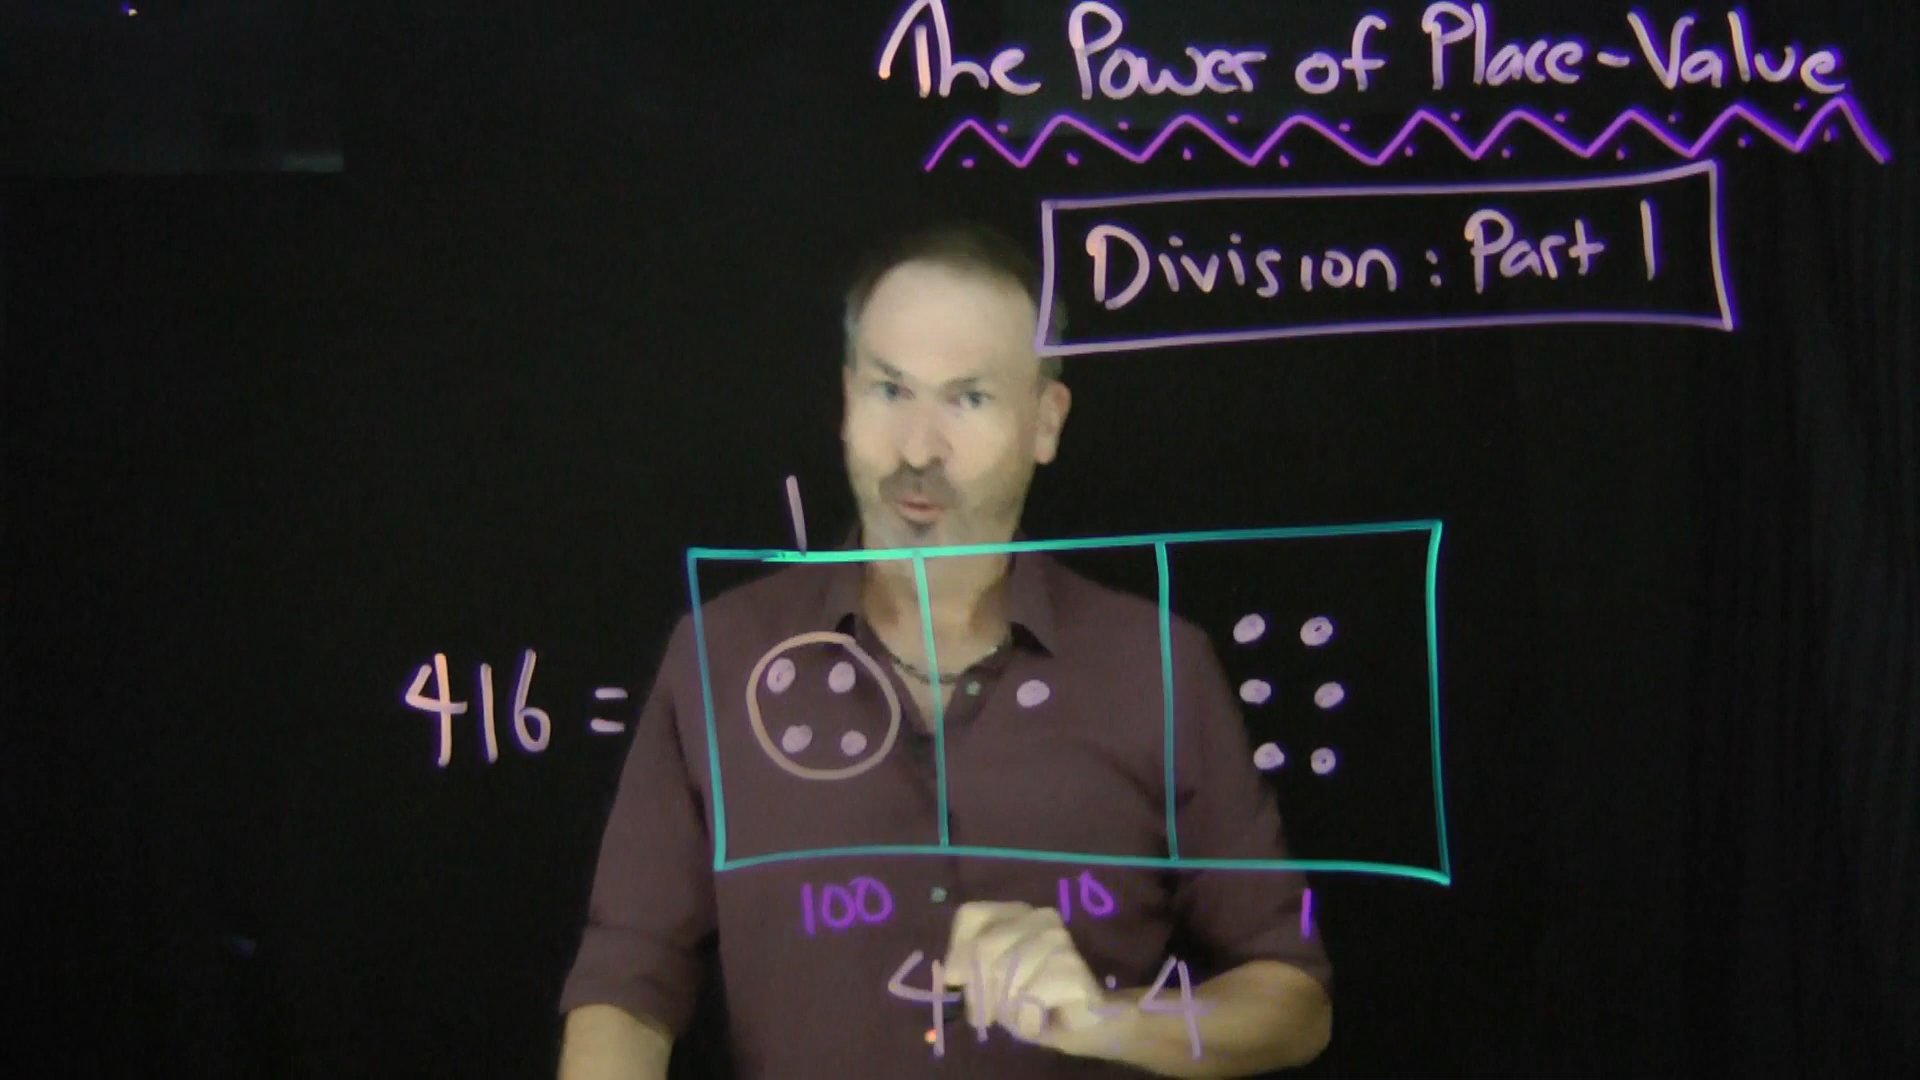 The Power of Place-Value
Division: Part 1
1
416 =
100 10 1
416 ÷ 4